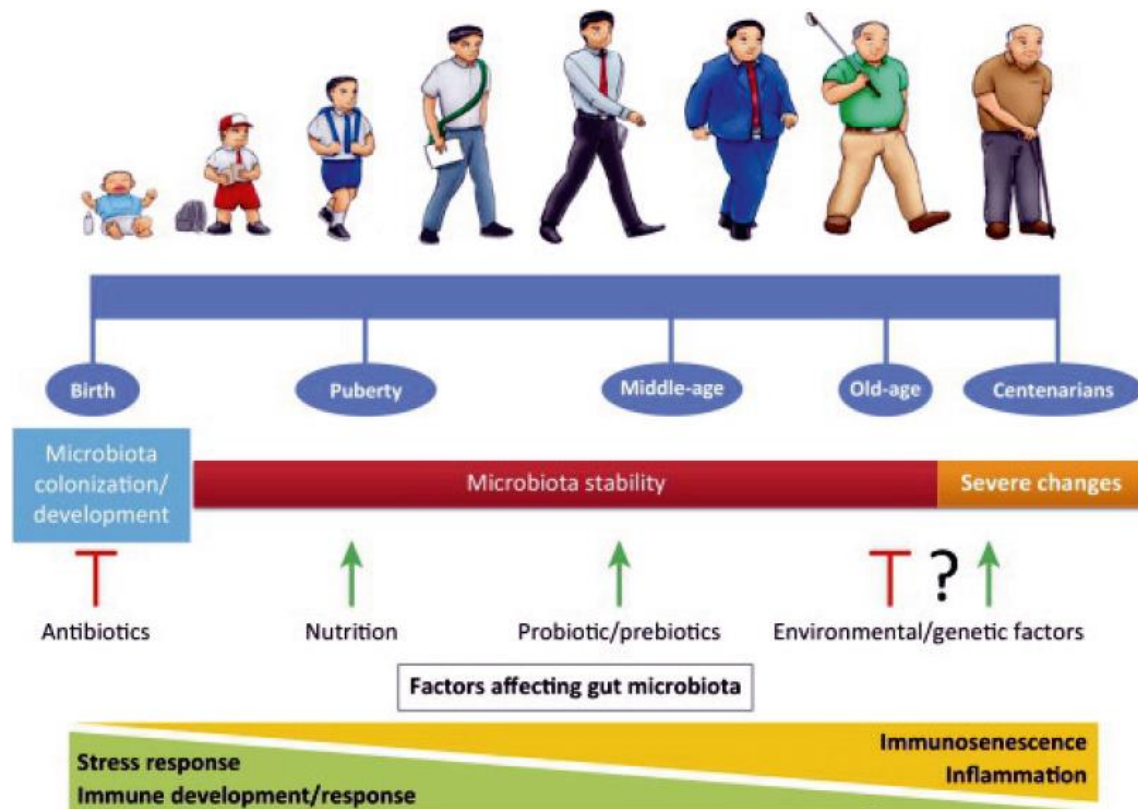 Birth
Puberty
Middle-age
Old-age
Centenarians
Microbiota
colonization/
development
Microbiota stability
Severe changes
?
Antibiotics
Nutrition
Probiotic/prebiotics
Environmental/genetic factors
Factors affecting gut microbiota
Immunosenescence
Inflammation
Stress response
Immune development/response